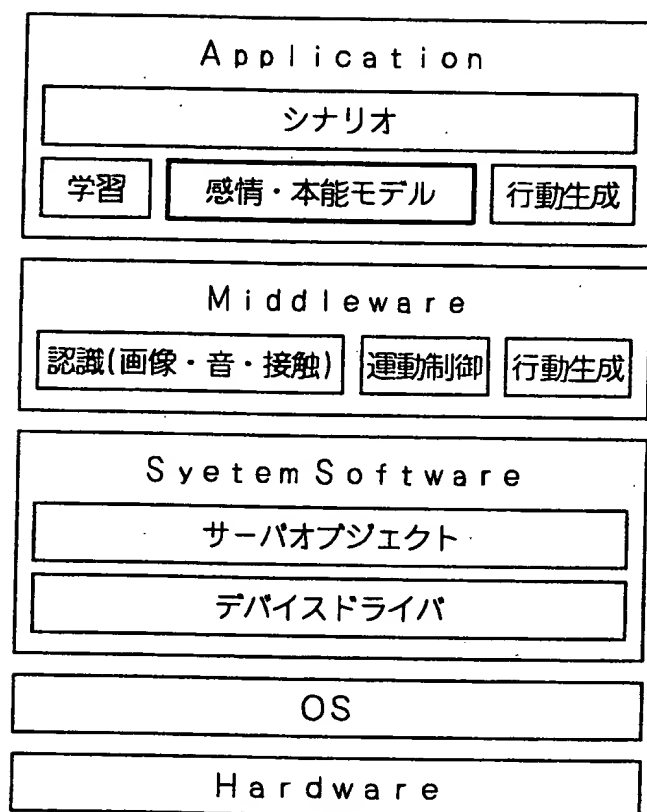 Application
シナリオ
学習 感情・本能モデル 行動生成
Middleware
認識(画像・音・接触) 運動制御 行動生成
SyetemSoftware
サーバオブジェクト
デバイスドライバ
OS
Hardware